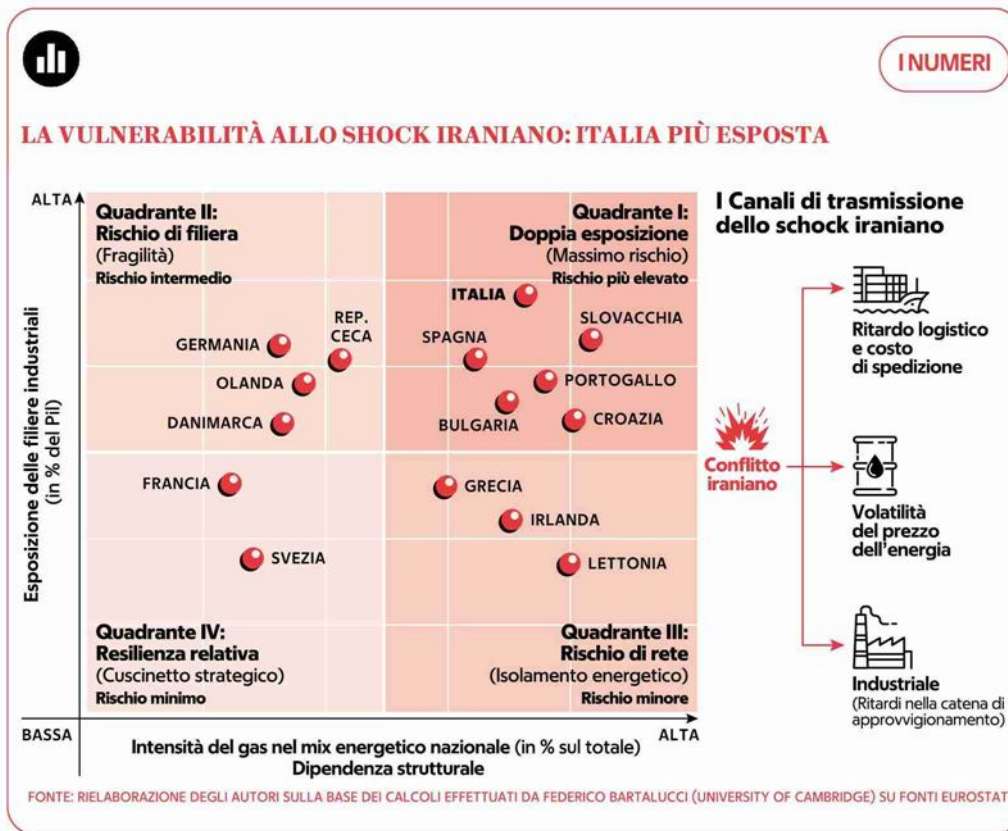 I NUMERI
LA VULNERABILITÀ ALLO SHOCK IRANIANO: ITALIA PIÙ ESPOSTA
ALTA
Esposizione delle filiere industriali
(in % del Pil)
Quadrante II:
Rischio di filiera
(Fragilità)
Rischio intermedio
Quadrante I:
Doppia esposizione
(Massimo rischio)
Rischio più elevato
ITALIA
REP.
CECA
SLOVACCHIA
GERMANIA
SPAGNA
OLANDA
PORTOGALLO
DANIMARCA
BULGARIA
CROAZIA
FRANCIA
GRECIA
IRLANDA
SVEZIA
LETTONIA
Quadrante IV:
Resilienza relativa
(Cuscinetto strategico)
Rischio minimo
Quadrante III:
Rischio di rete
(Isolamento energetico)
Rischio minore
BASSA
Intensità del gas nel mix energetico nazionale (in % sul totale)
Dipendenza strutturale
ALTA
I Canali di trasmissione
dello schock iraniano
Conflitto
iraniano
Ritardo logistico
e costo
di spedizione
Volatilità
del prezzo
dell'energia
Industriale
(Ritardi nella catena di
approvvigionamento)
FONTE: RIELABORAZIONE DEGLI AUTORI SULLA BASE DEI CALCOLI EFFETTUATI DA FEDERICO BARTALUCCI (UNIVERSITY OF CAMBRIDGE) SU FONTI EUROSTAT